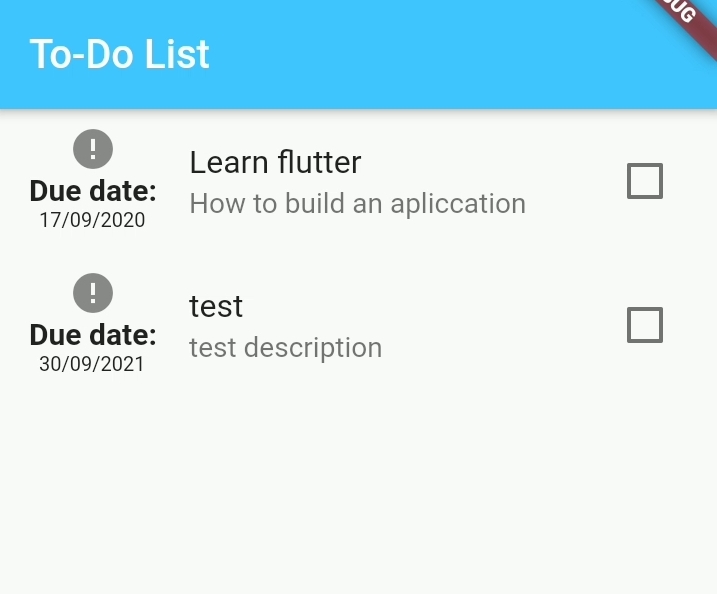 To-Do List
Due date:
17/09/2020
Learn flutter
How to build an apliccation
Due date:
30/09/2021
test
test description